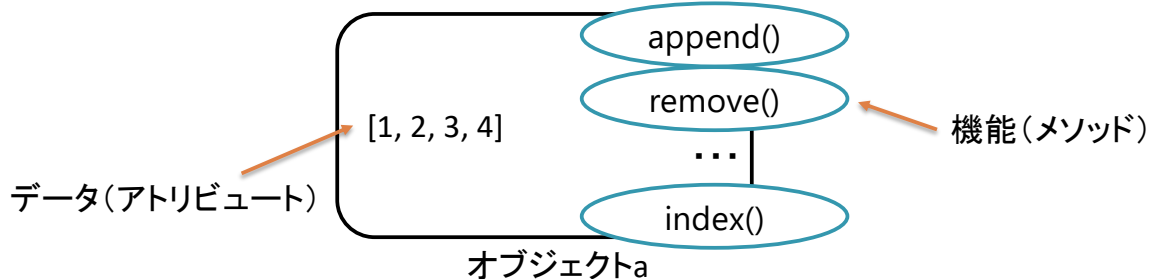 append()
remove()
[1, 2, 3, 4]
機能（メソッド）
...
データ（アトリビュート）
index()
オブジェクトa